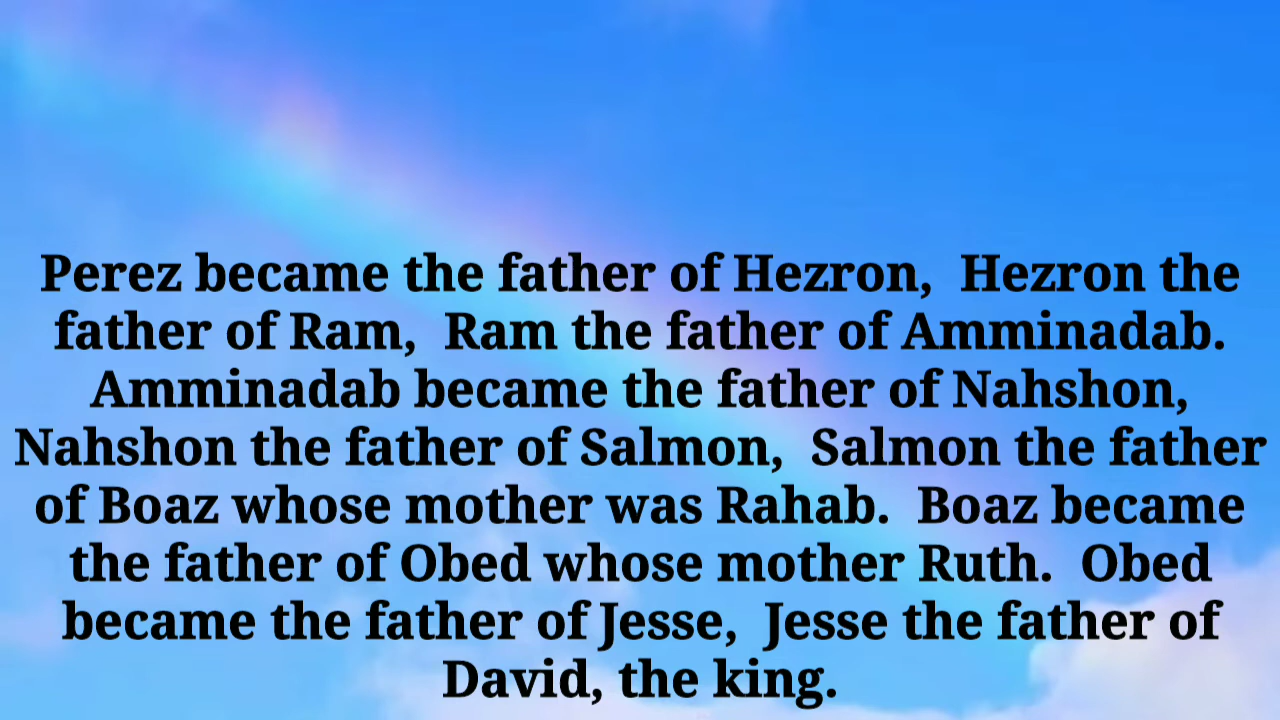 Perez became the father of Hezron,  Hezron the
father of Ram,  Ram the father of Amminadab.
Amminadab became the father of Nahshon,
Nahshon the father of Salmon,  Salmon the father
of Boaz whose mother was Rahab.  Boaz became
the father of Obed whose mother Ruth.  Obed
became the father of Jesse,  Jesse the father of
David, the king.